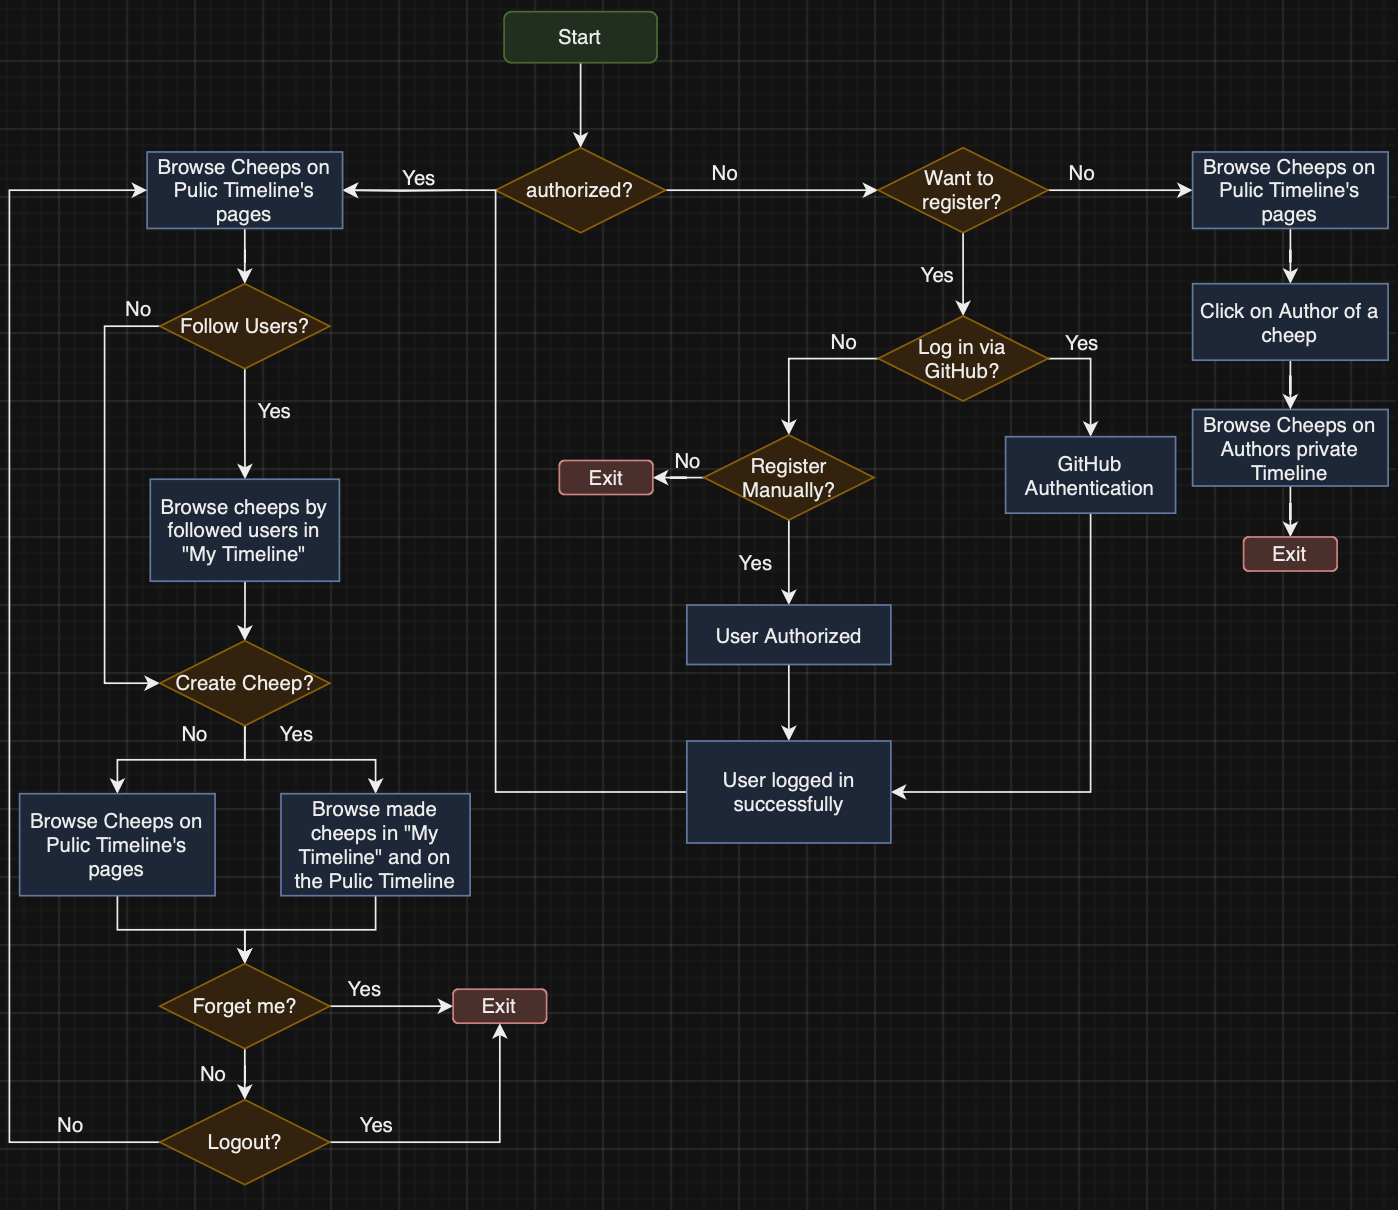 Start
Browse Cheeps on
Pulic Timeline's
pages
Yes
authorized?
No
Want to
register?
No
Browse Cheeps on
Pulic Timeline's
pages
Yes
No
Follow Users?
Click on Author of a
cheep
No
Log in via
GitHub?
Yes
Yes
Browse Cheeps on
Authors private
Timeline
Exit
No
Register
Manually?
GitHub
Authentication
Browse cheeps by
followed users in
"My Timeline"
Exit
Yes
User Authorized
Create Cheep?
No
Yes
User logged in
successfully
Browse Cheeps on
Pulic Timeline's
pages
Browse made
cheeps in "My
Timeline" and on
the Pulic Timeline
Forget me?
Yes
Exit
No
No
Logout?
Yes